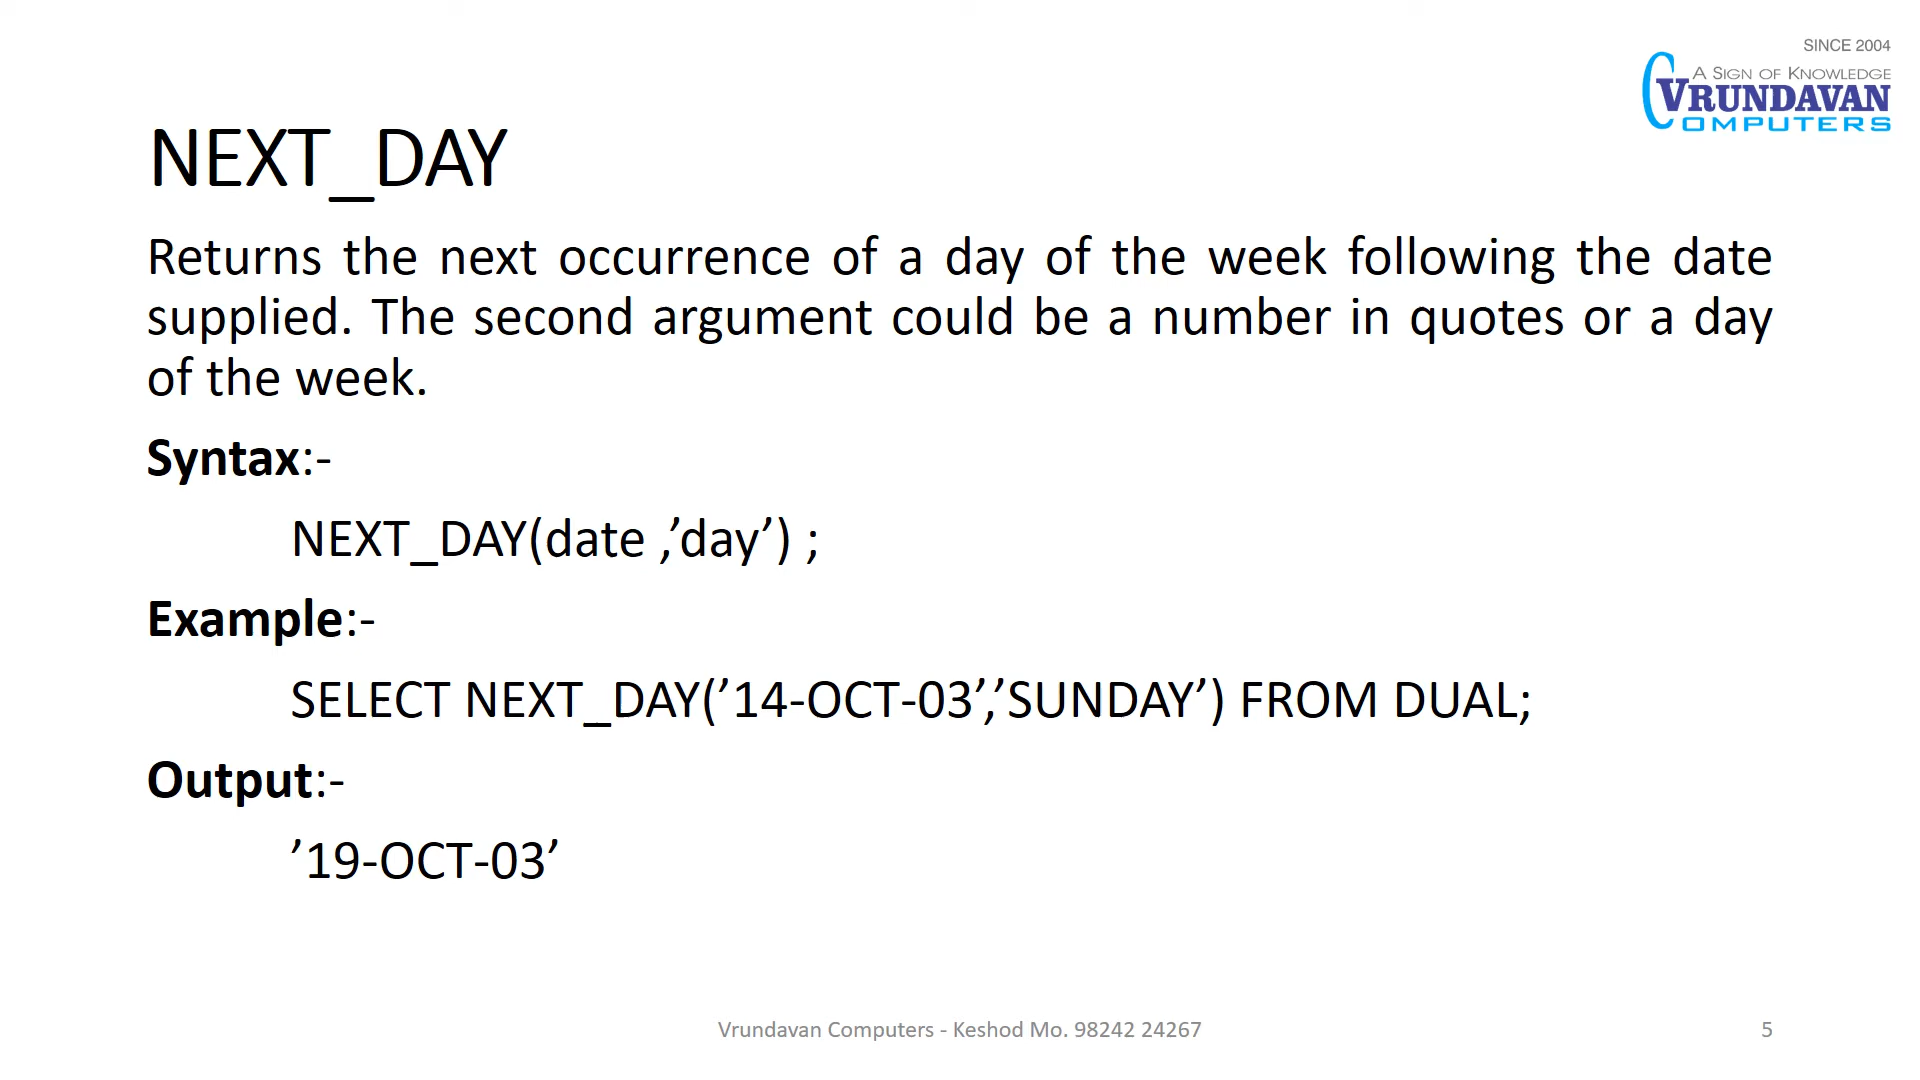 SINCE 2004
A SIGN OF KNOWLEDGE
VRUNDAVAN
COMPUTERS
NEXT_DAY
Returns the next occurrence of a day of the week following the date
supplied. The second argument could be a number in quotes or a day
of the week.
Syntax:-
NEXT_DAY(date ,’day’) ;
Example:-
SELECT NEXT_DAY(’14-OCT-03’,’SUNDAY’) FROM DUAL;
Output:-
’19-OCT-03’
Vrundavan Computers - Keshod Mo. 98242 24267
5